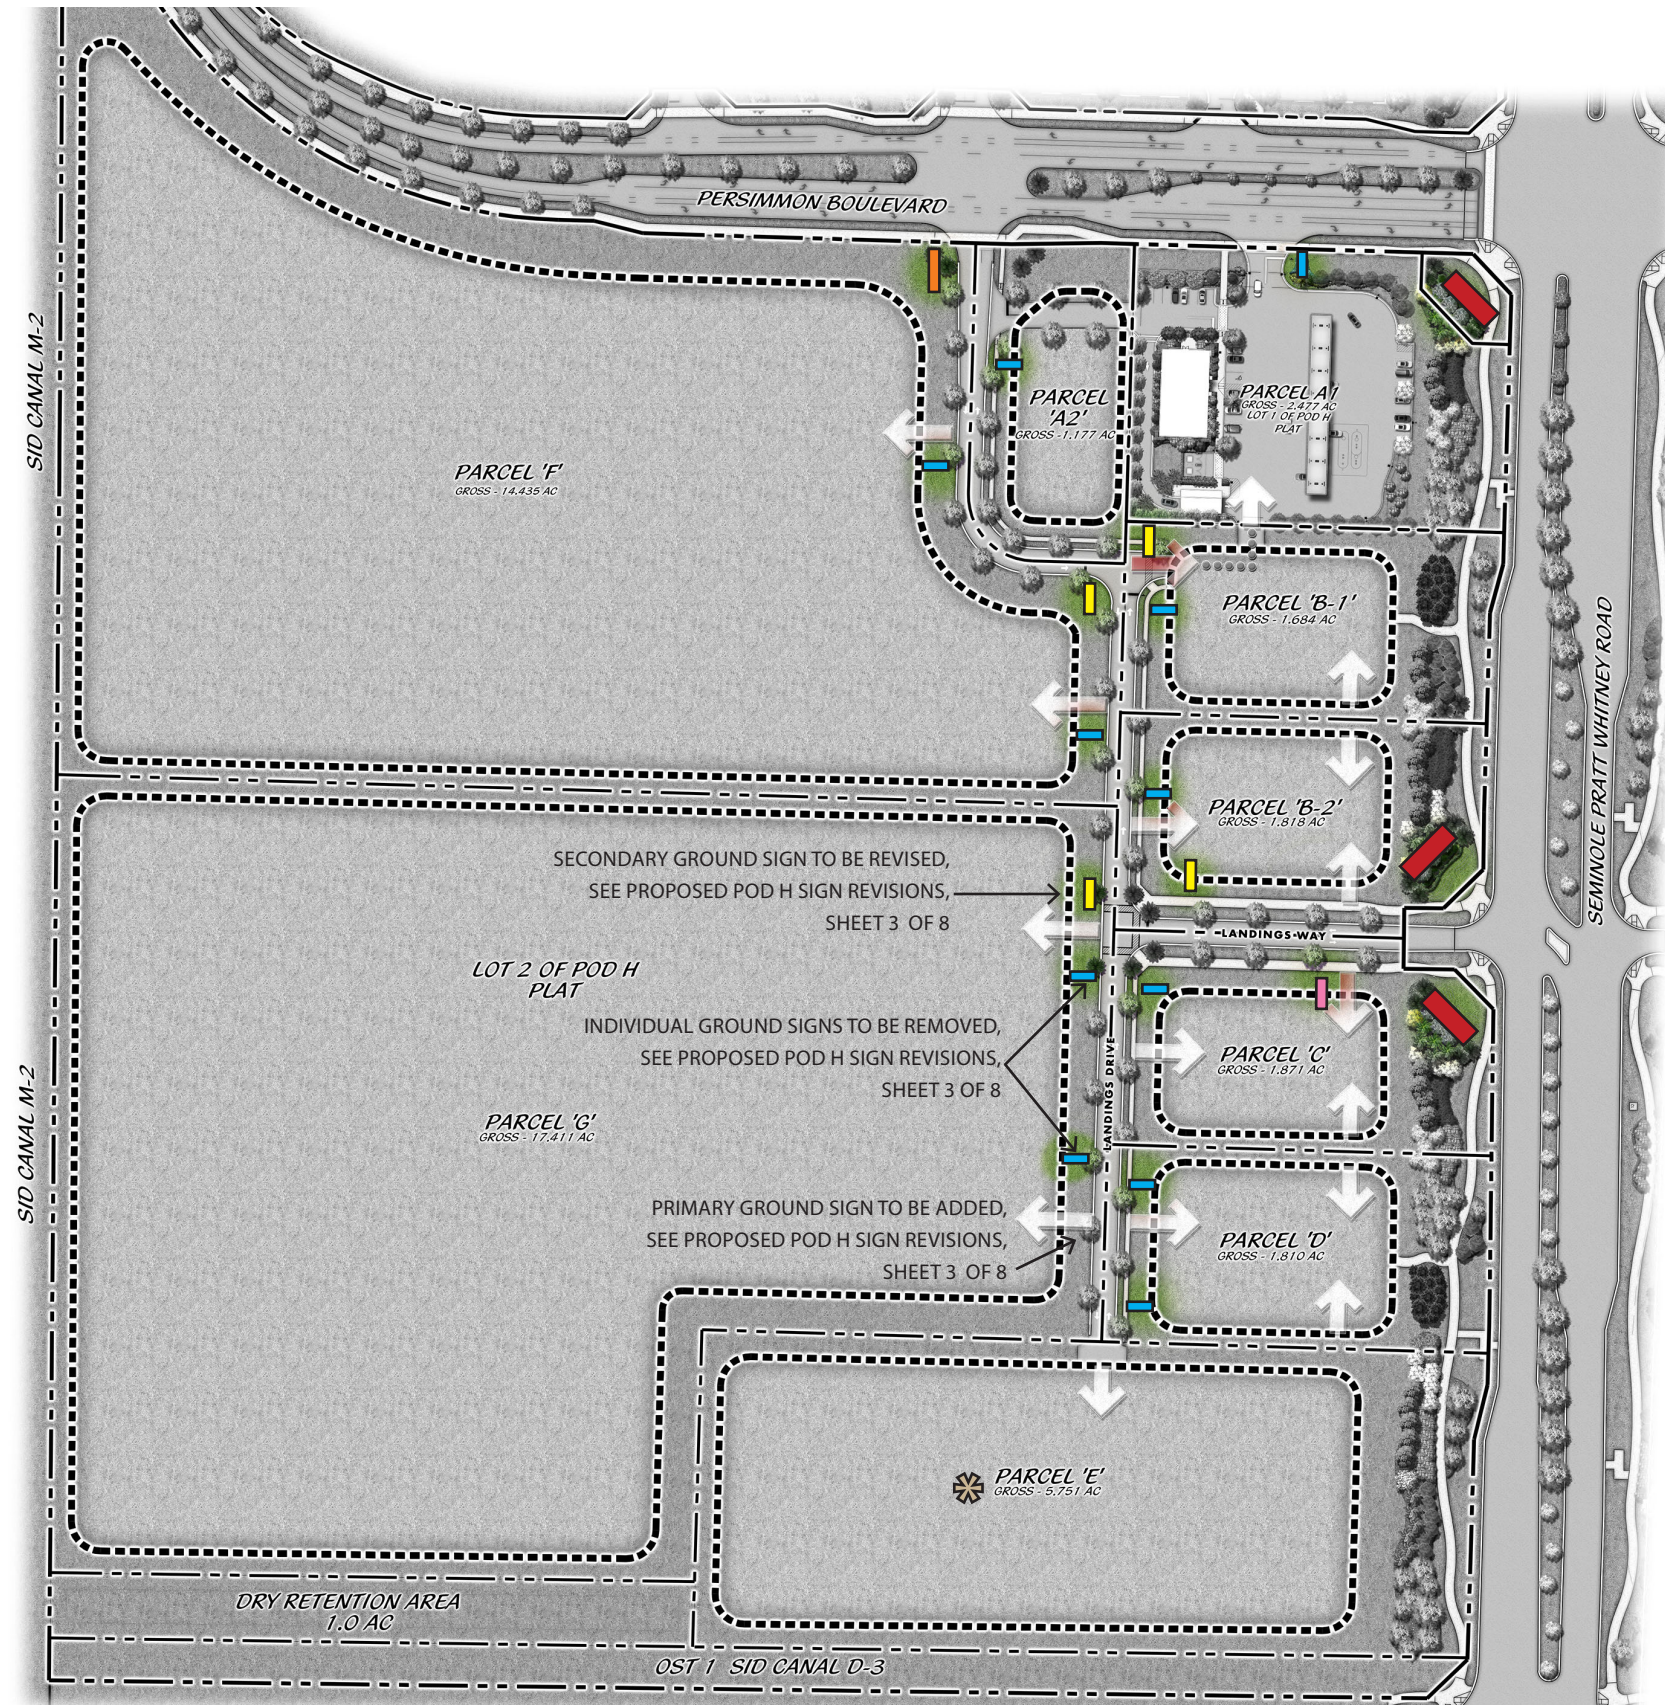 PERSIMMON BOULEVARD
SID CANAL M-2
PARCEL 'F'
GROSS - 14.435 AC
PARCEL
'A2'
GROSS -1.177 AC
PARCEL A1
GROSS - 2.477 AC
LOT 1 OF POD H
PLAT
PARCEL 'B-1'
GROSS - 1.684 AC
SEMINOLE PRATT WHITNEY ROAD
PARCEL 'B-2'
GROSS - 1.818 AC
SECONDARY GROUND SIGN TO BE REVISED,
SEE PROPOSED POD H SIGN REVISIONS,
SHEET 3 OF 8
LANDINGS WAY
LOT 2 OF POD H
PLAT
INDIVIDUAL GROUND SIGNS TO BE REMOVED,
SEE PROPOSED POD H SIGN REVISIONS,
SHEET 3 OF 8
LANDINGS DRIVE
PARCEL 'C'
GROSS - 1.871 AC
SID CANAL M-2
PARCEL 'G'
GROSS - 17.411 AC
PRIMARY GROUND SIGN TO BE ADDED,
SEE PROPOSED POD H SIGN REVISIONS,
SHEET 3 OF 8
PARCEL 'D'
GROSS - 1.810 AC
PARCEL 'E'
GROSS - 5.751 AC
DRY RETENTION AREA
1.0 AC
OST 1 SID CANAL D-3